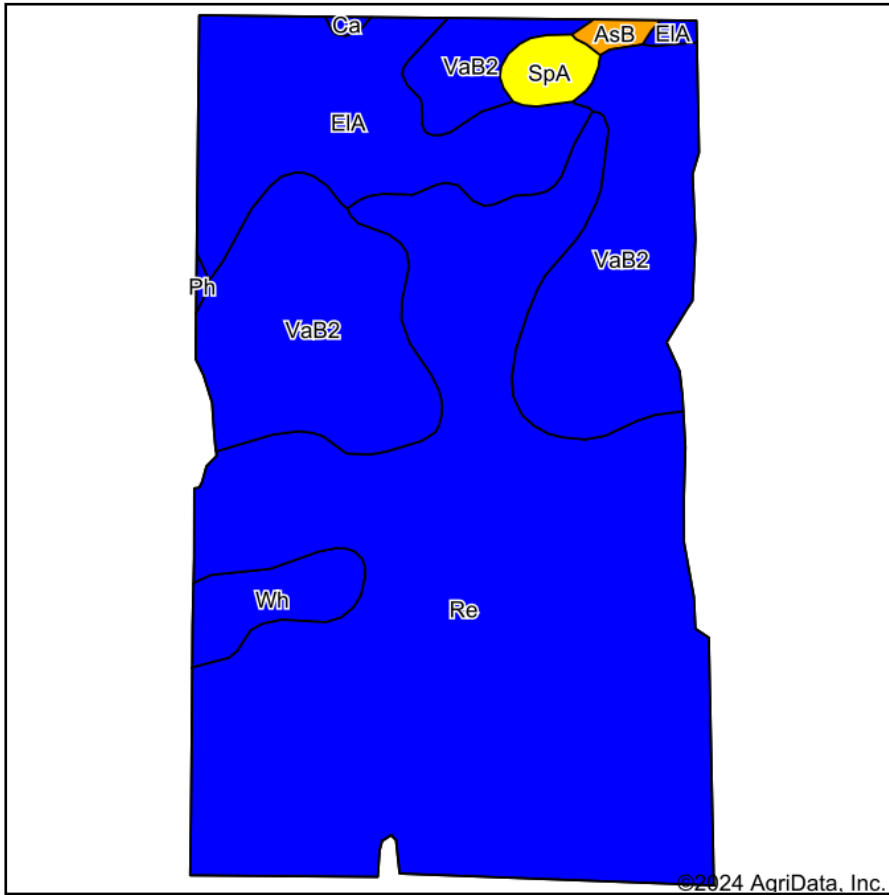 Ca
AsB
ElA
VaB2
SpA
ElA
VaB2
Ph
VaB2
Wh
Re
©2024 AgriData, Inc.